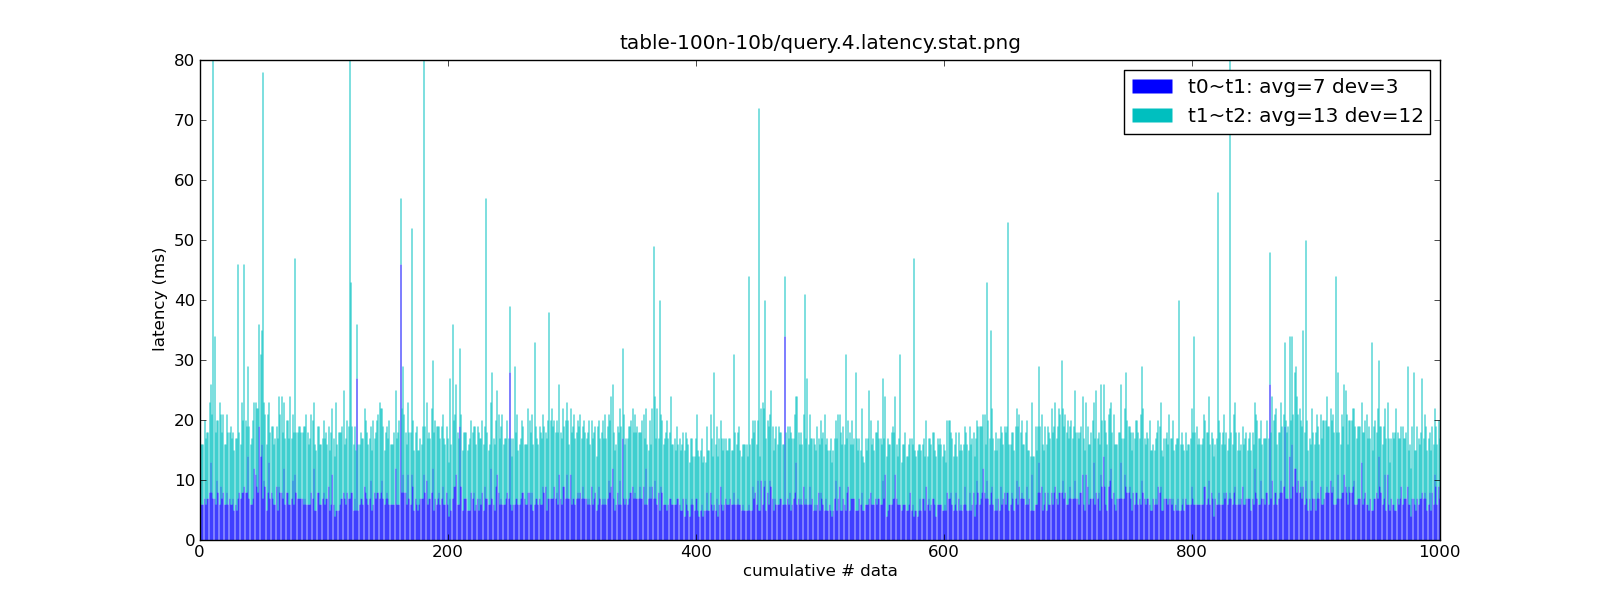 table-100n-10b/query.4.latency.stat.png
80
70
60
50
40
30
20
10
0
latency (ms)
t0~t1: avg=7 dev=3
t1~t2: avg=13 dev=12
0 200 400 600 800 1000
cumulative # data